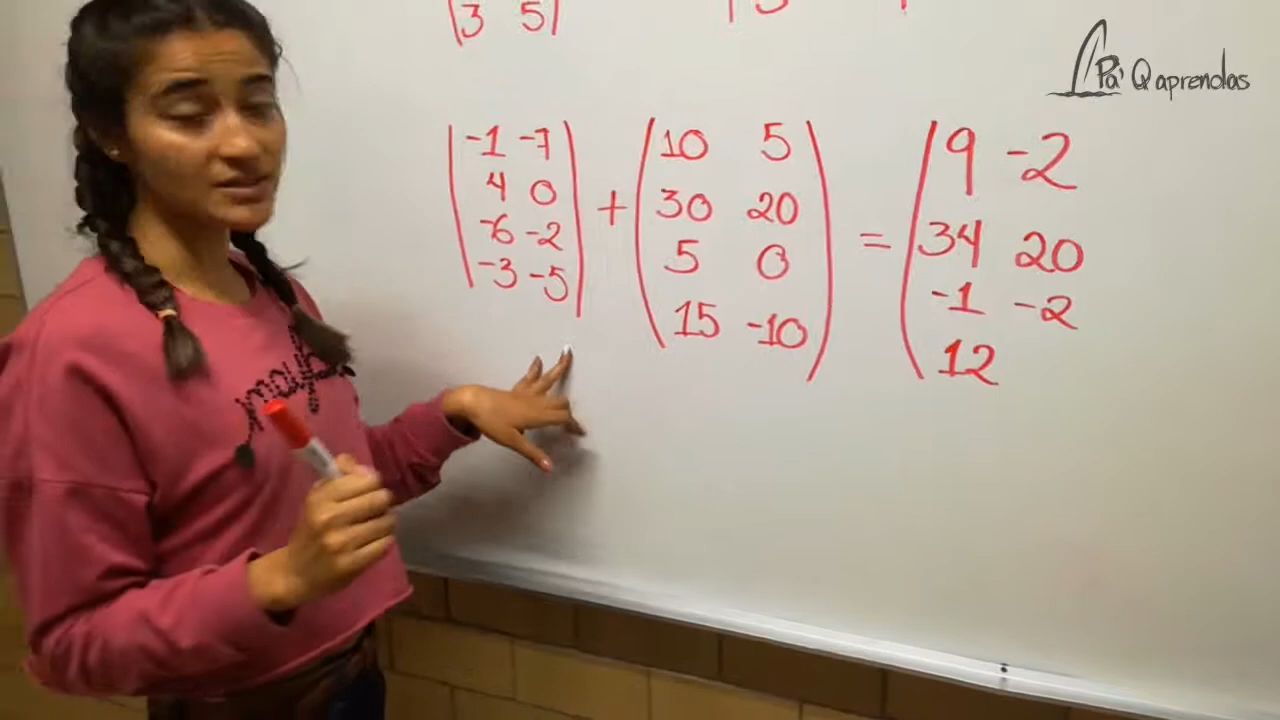 3 5
Pa' Q aprendas
-1 -7 10 5 9 -2
4 0 30 20 34 20
+ =
-6 -2 5 0 -1 -2
-3 -5 15 -10 12